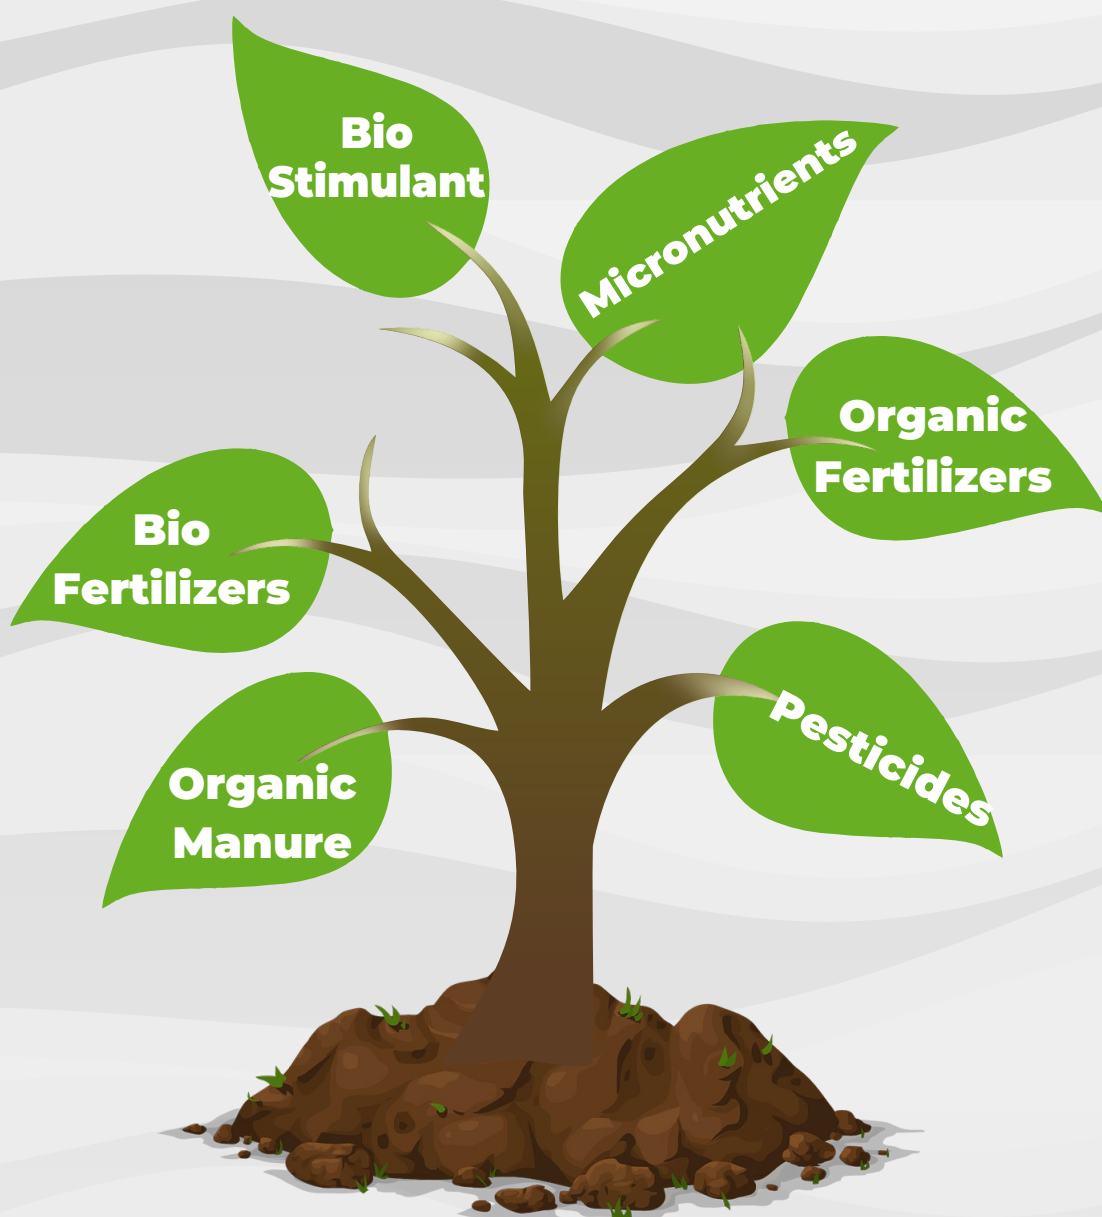 Bio
Stimulant
Micronutrients
Organic
Fertilizers
Bio
Fertilizers
Pesticides
Organic
Manure